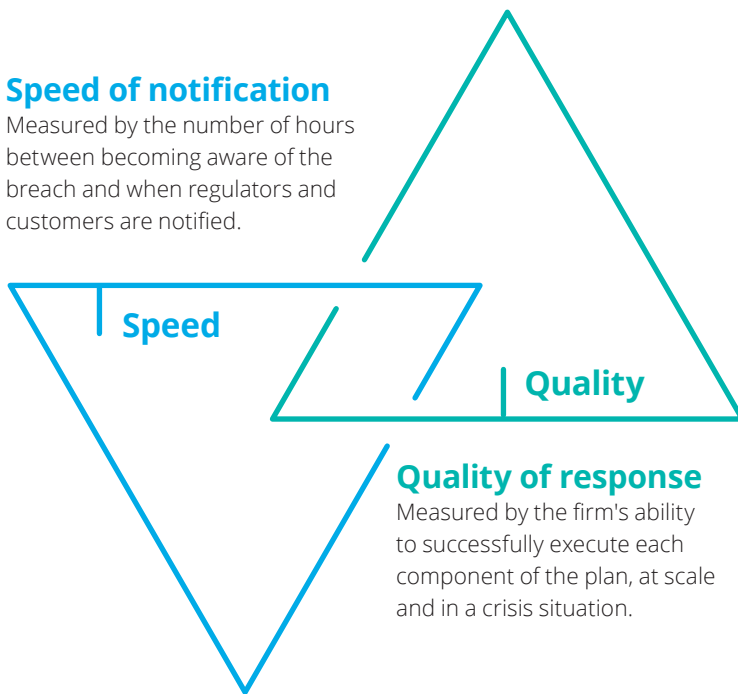 Speed of notification
Measured by the number of hours
between becoming aware of the
breach and when regulators and
customers are notified.
Speed
Quality
Quality of response
Measured by the firm's ability
to successfully execute each
component of the plan, at scale
and in a crisis situation.